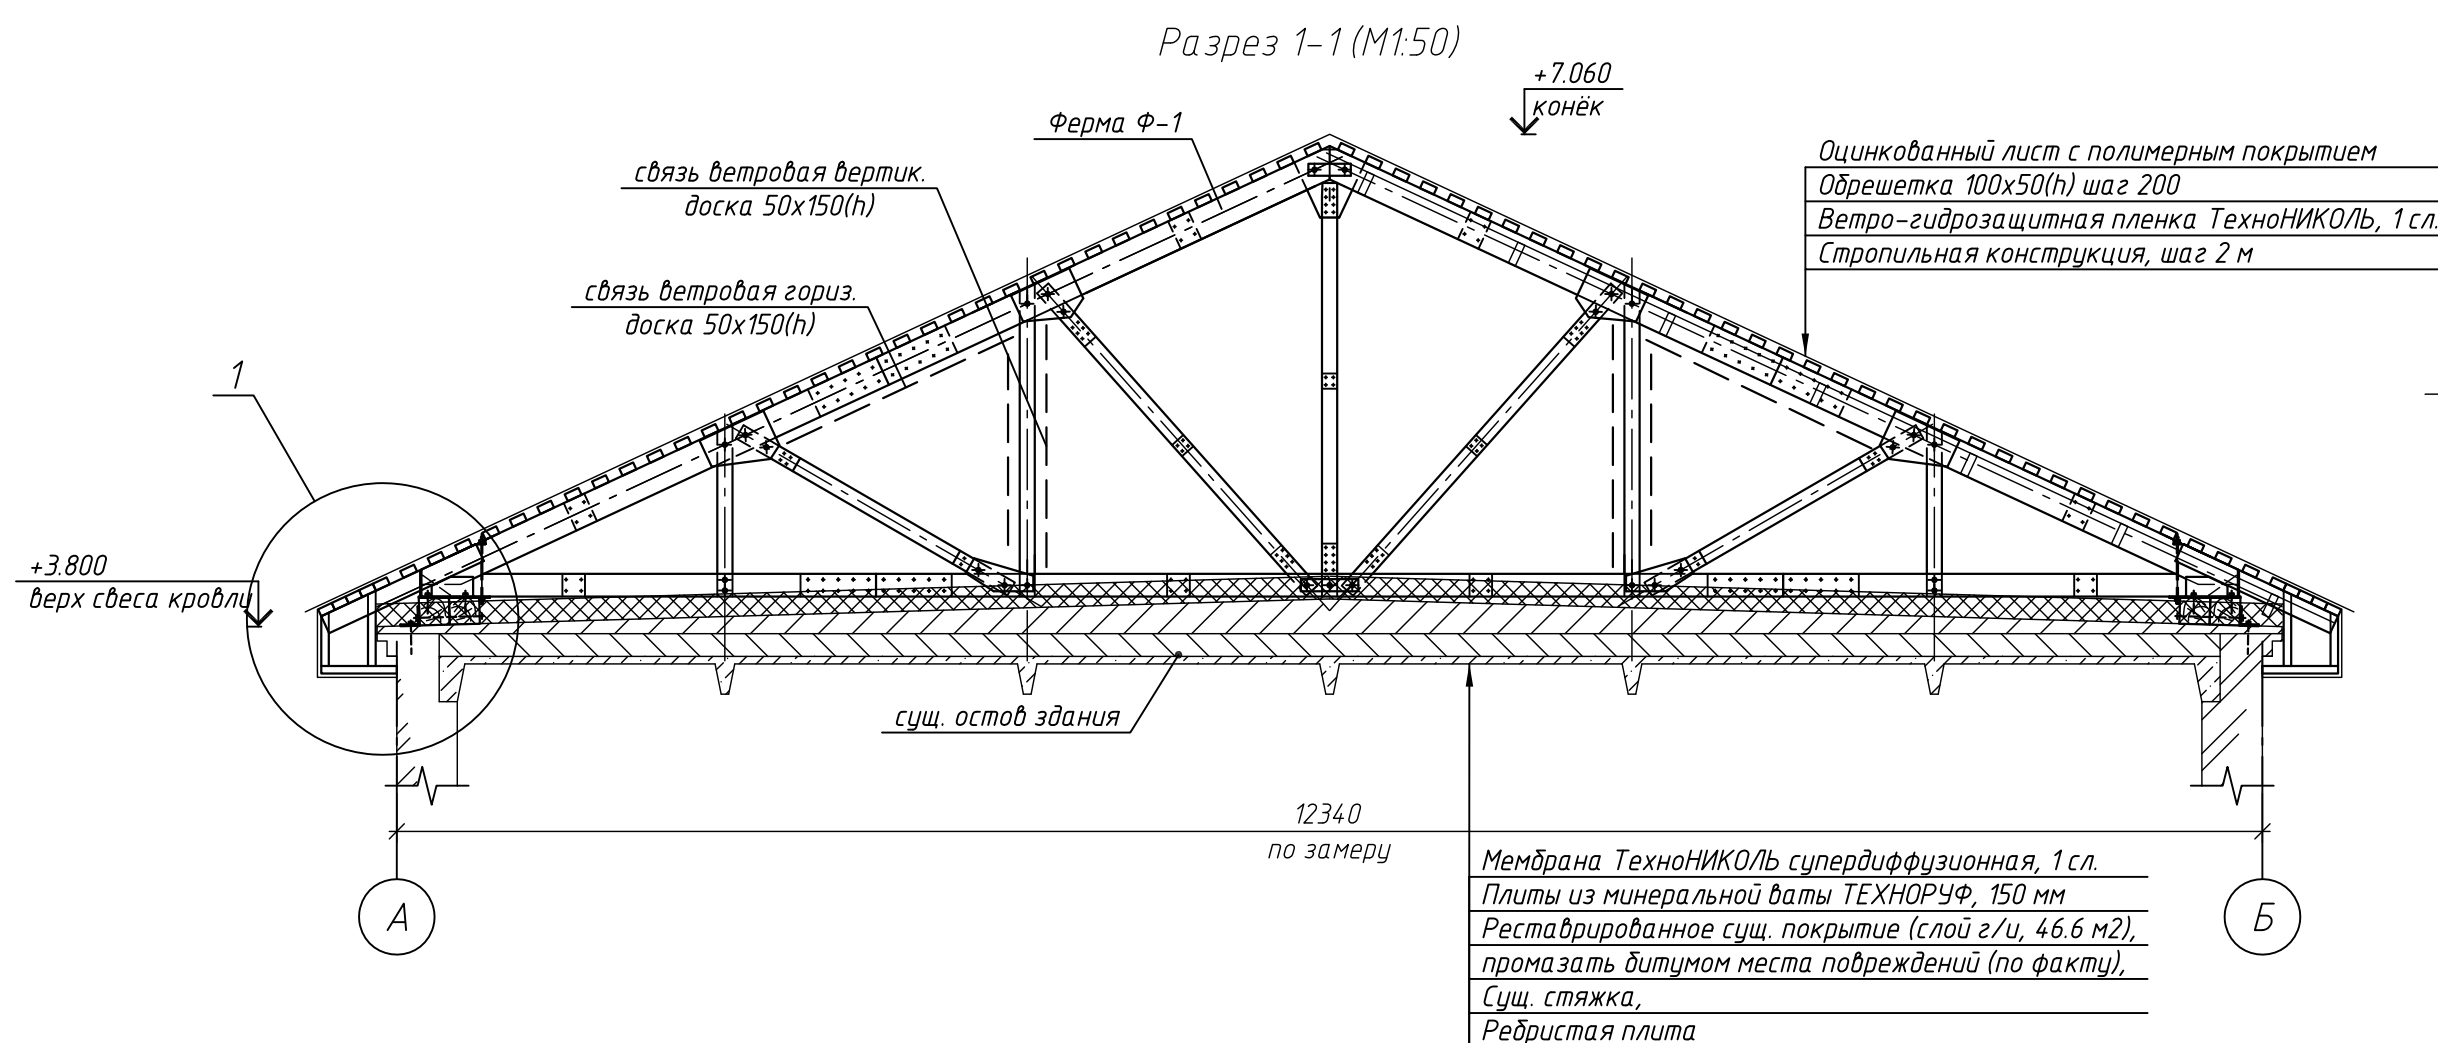 Разрез 1-1 (М1:50)
+7.060
конёк
Ферма Ф-1
связь ветровая вертик.
доска 50х150(h)
связь ветровая гориз.
доска 50х150(h)
Оцинкованный лист с полимерным покрытием
Обрешетка 100х50(h) шаг 200
Ветро-гидрозащитная пленка ТехноНИКОЛЬ, 1 сл.
Стропильная конструкция, шаг 2 м
1
+3.800
верх свеса кровли
сущ. остов здания
12340
по замеру
А
Б
Мембрана ТехноНИКОЛЬ супердиффузионная, 1 сл.
Плиты из минеральной ваты ТЕХНОРУФ, 150 мм
Реставрированное сущ. покрытие (слой г/и, 46.6 м2),
промазать битумом места повреждений (по факту),
Сущ. стяжка,
Ребристая плита